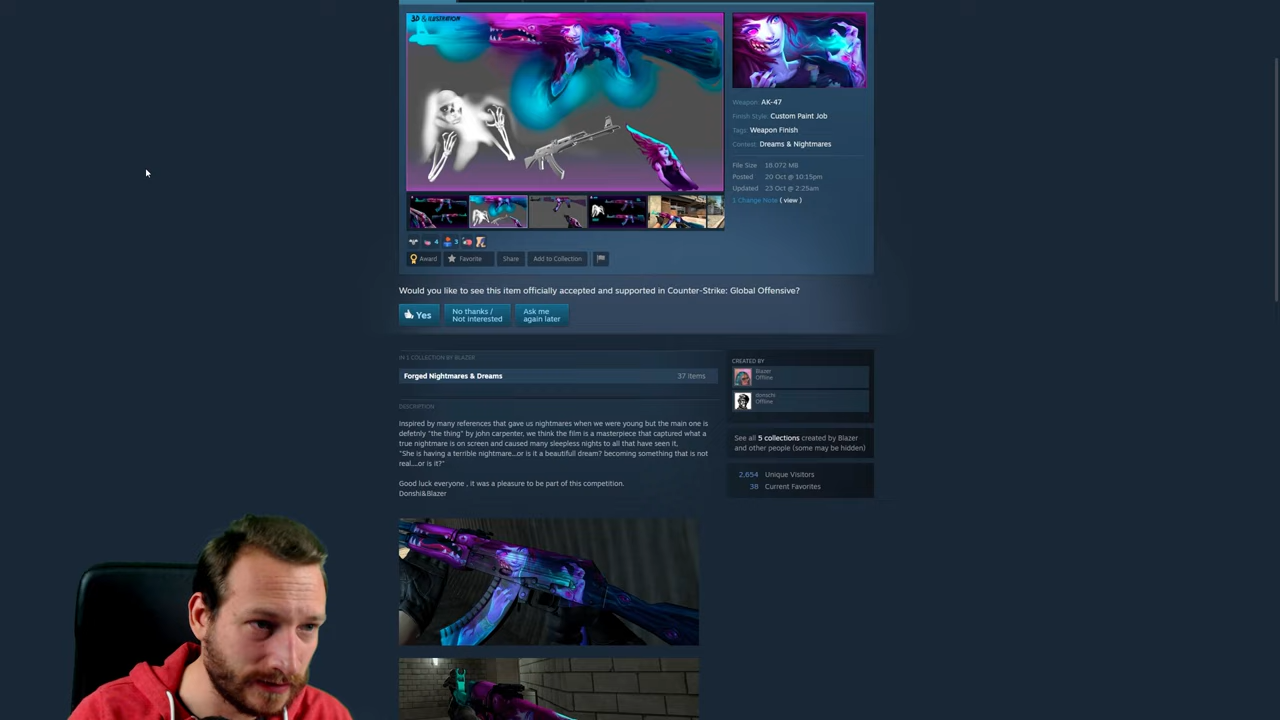 3D & ILUSTRATION
Weapon: AK-47
Finish Style: Custom Paint Job
Tags: Weapon Finish
Contest: Dreams & Nightmares
File Size 18.072 MB
Posted 20 Oct @ 10:15pm
Updated 23 Oct @ 2:25am
1 Change Note ( view )
4
3
Award
Favorite
Share
Add to Collection
Would you like to see this item officially accepted and supported in Counter-Strike: Global Offensive?
Yes
No thanks /
Not Interested
Ask me
again later
IN 1 COLLECTION BY BLAZER
Forged Nightmares & Dreams 37 items
CREATED BY
Blazer
Offline
donschi
Offline
DESCRIPTION
Inspired by many references that gave us nightmares when we were young but the main one is
defetnly "the thing" by john carpenter, we think the film is a masterpiece that captured what a
true nightmare is on screen and caused many sleepless nights to all that have seen it.
"She is having a terrible nightmare...or is it a beautifull dream? becoming something that is not
real....or is it?"
Good luck everyone , it was a pleasure to be part of this competition.
Donshi&Blazer
See all 5 collections created by Blazer
and other people (some may be hidden)
2,654 Unique Visitors
38 Current Favorites